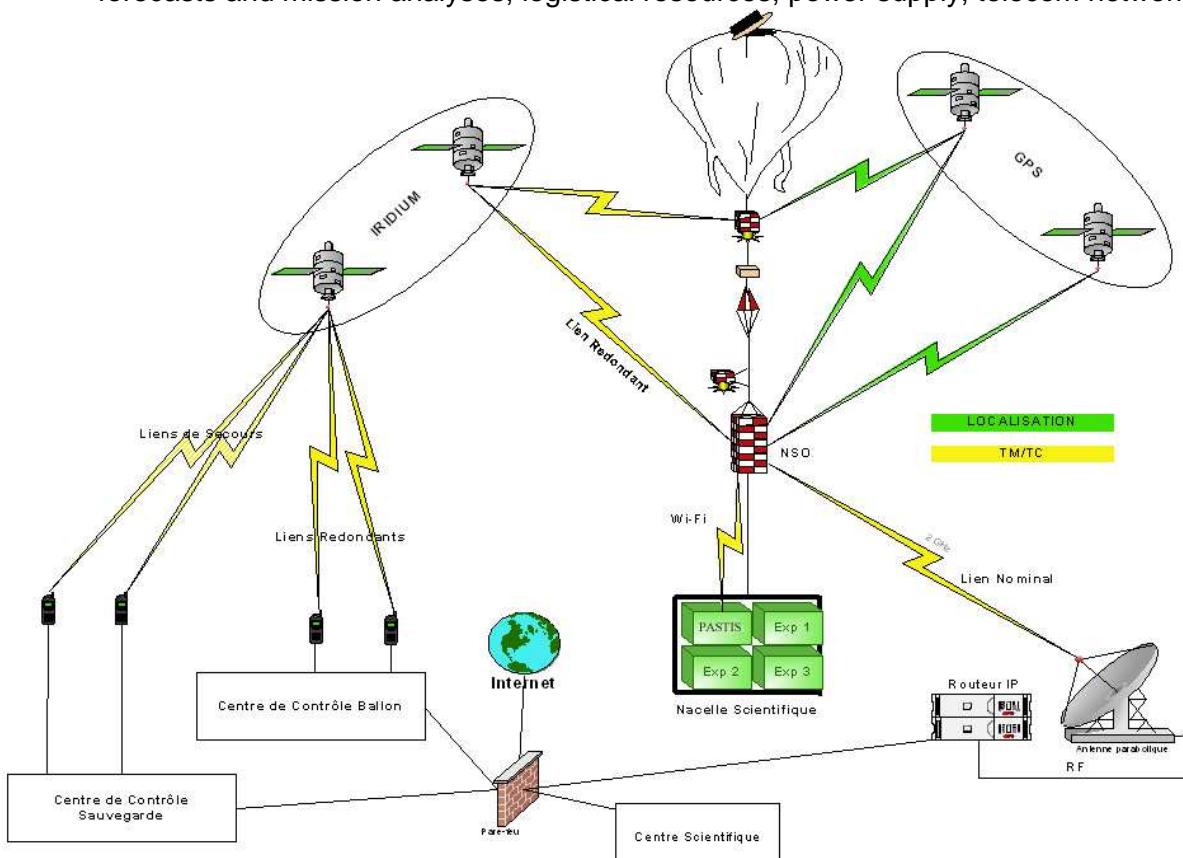 forecasts and mission analyses, logistical resources, power supply, telecom network
IRIDIUM
GPS
Lien Redondant
LOCALISATION
TM/TC
Liens de Secours
NSO
Wi-Fi
2 GHz
Liens Redondants
Lien Nominal
PASTIS
Exp 1
Exp 2
Exp 3
Internet
Nacelle Scientifique
Routeur IP
Centre de Contrôle Ballon
Antenne parabolique
RF
Centre de Contrôle
Sauvegarde
Pare-feu
Centre Scientifique